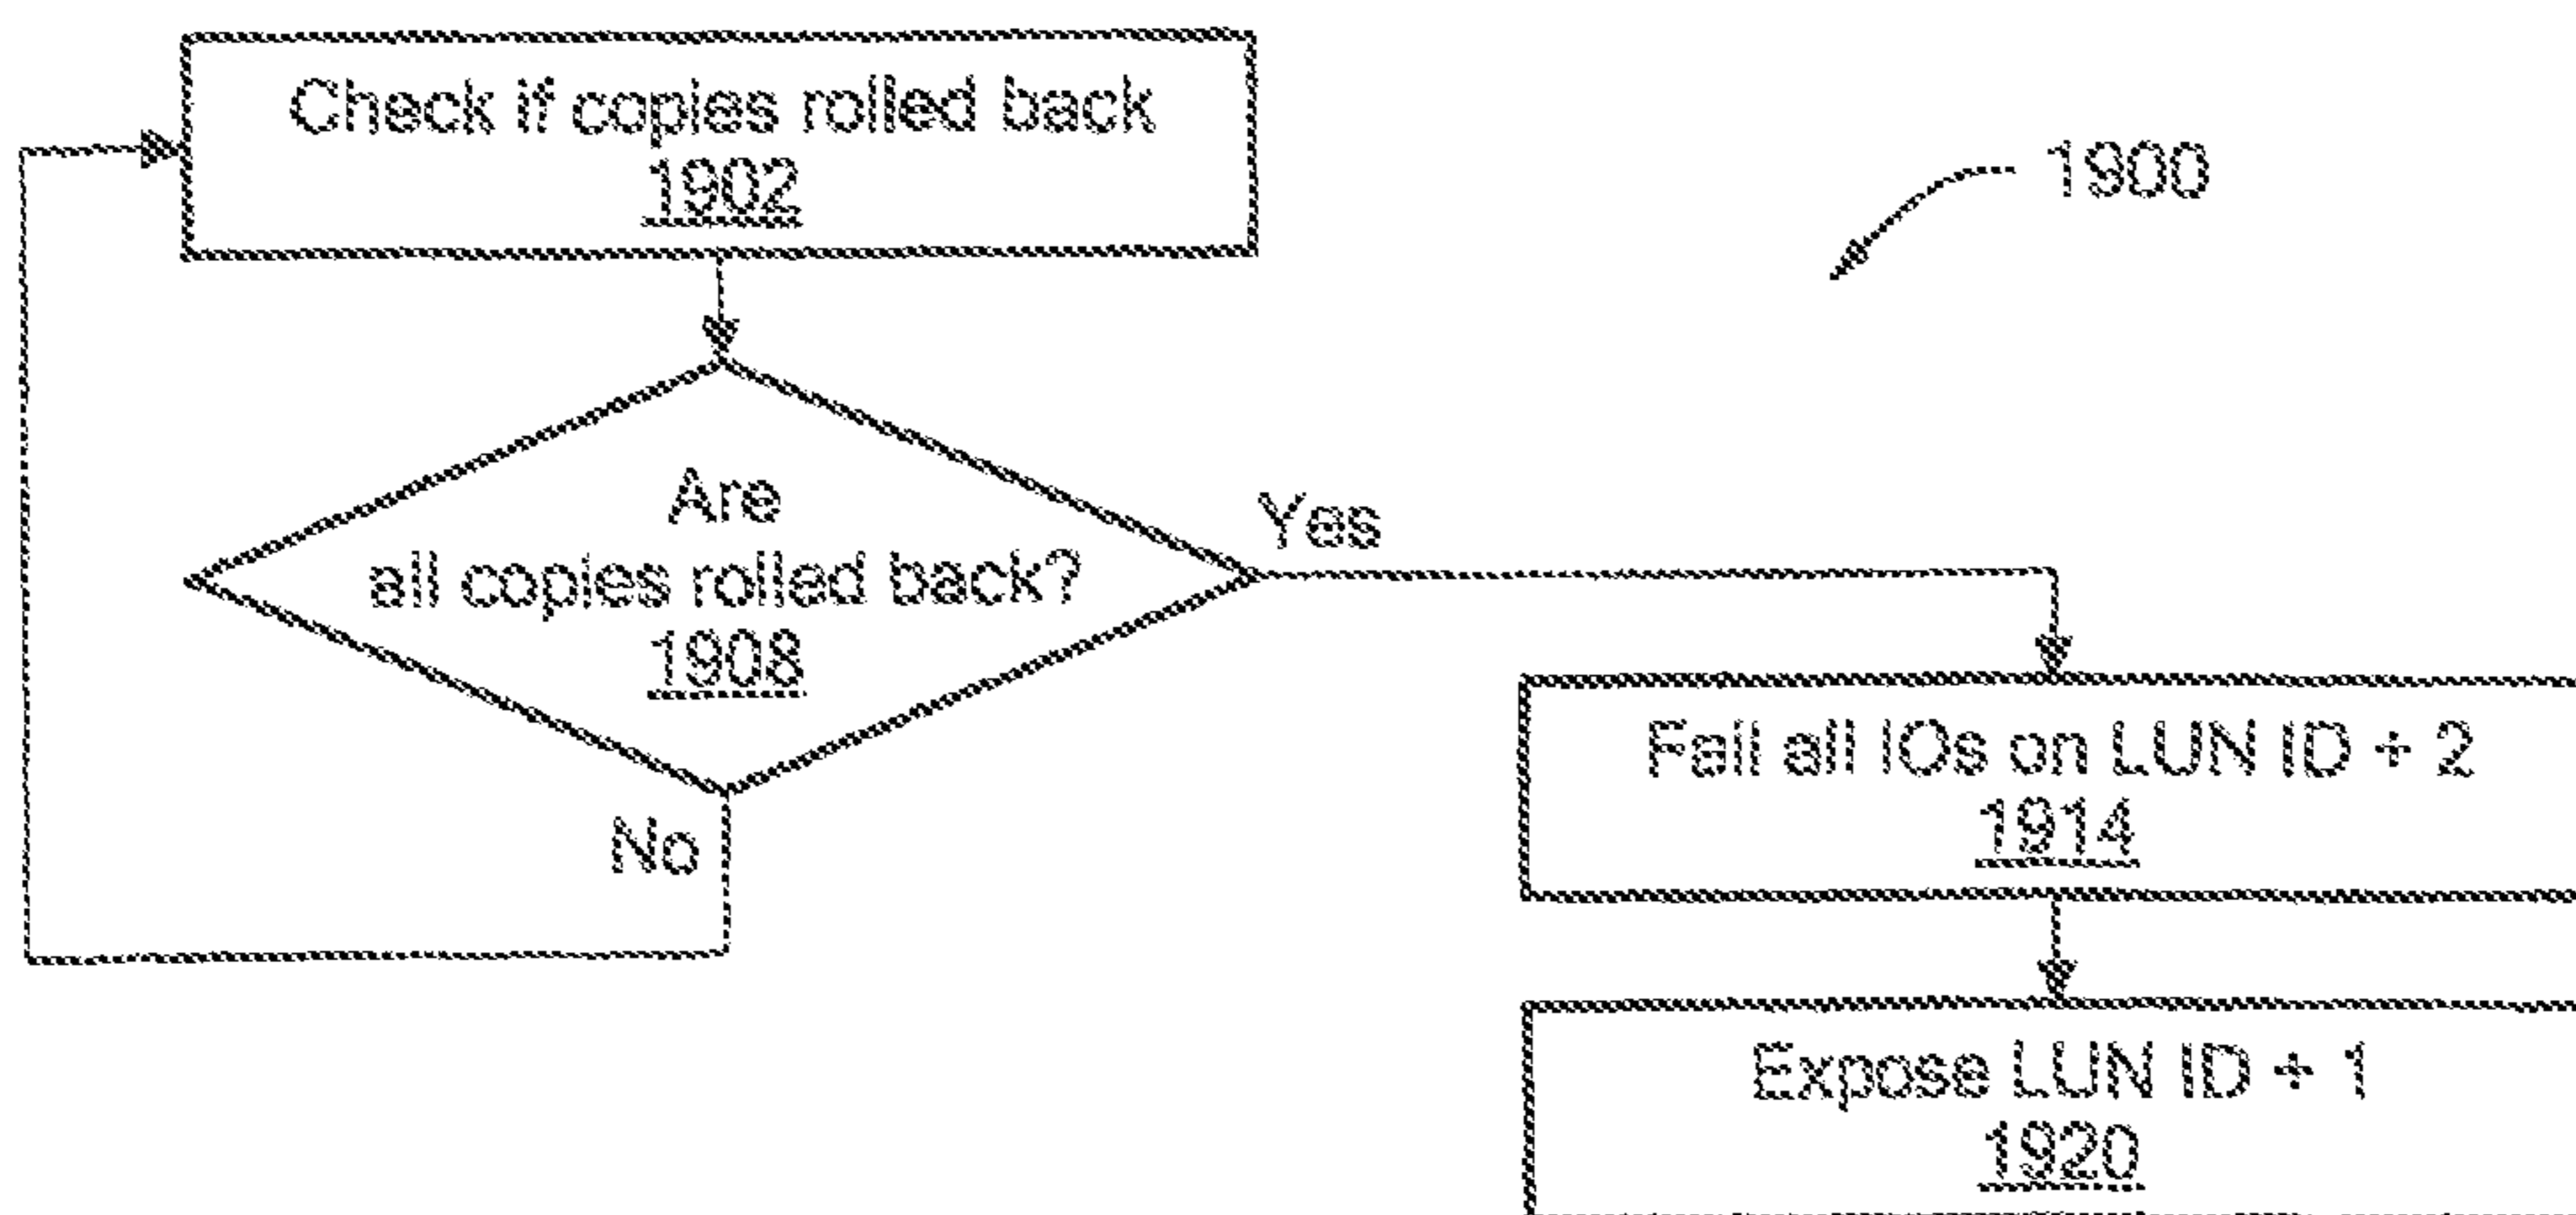 Check if copies rolled back
1902
1900
Are
all copies rolled back?
1908
Yes
No
Fail all IOs on LUN ID + 2
1914
Expose LUN ID + 1
1920